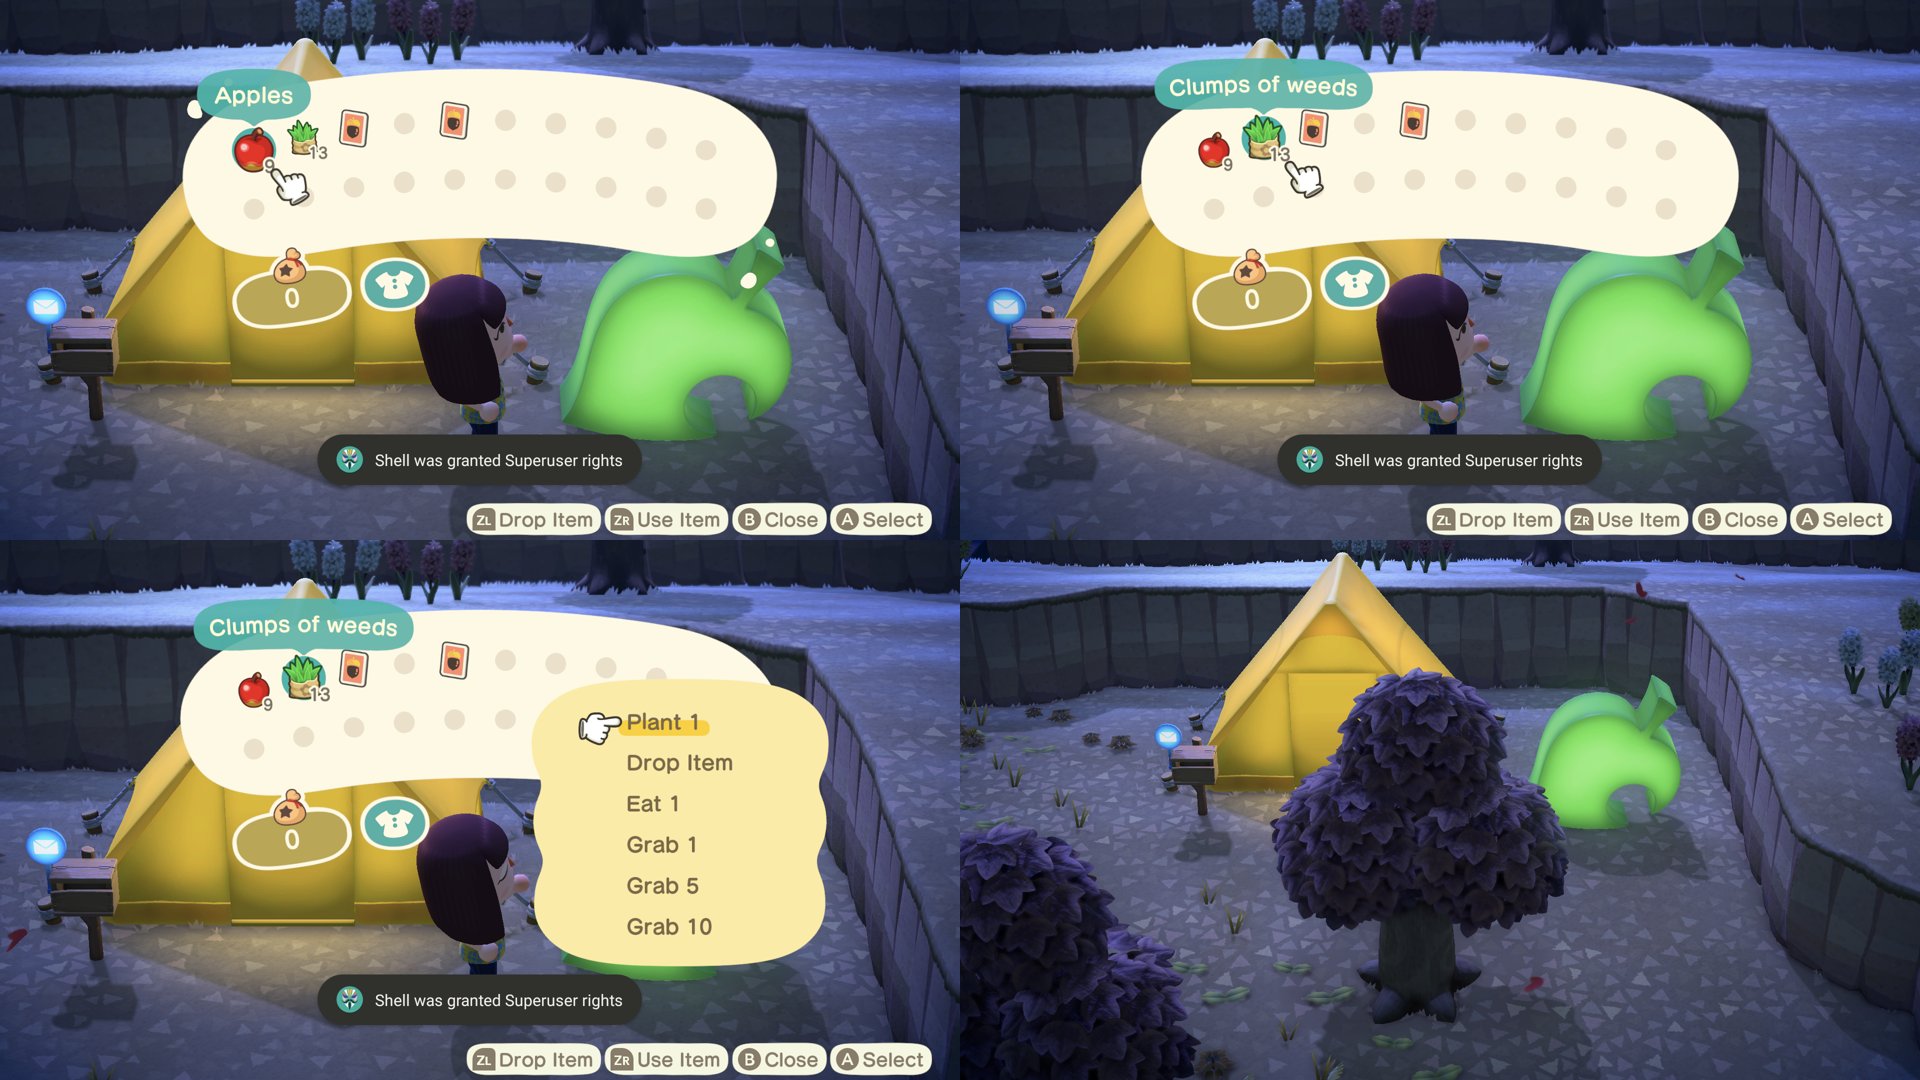 Apples
9
13
0
Shell was granted Superuser rights
ZL Drop Item ZR Use Item B Close A Select
Clumps of weeds
9
13
0
Shell was granted Superuser rights
ZL Drop Item ZR Use Item B Close A Select
Clumps of weeds
9
13
Plant 1
Drop Item
Eat 1
Grab 1
Grab 5
Grab 10
0
Shell was granted Superuser rights
ZL Drop Item ZR Use Item B Close A Select